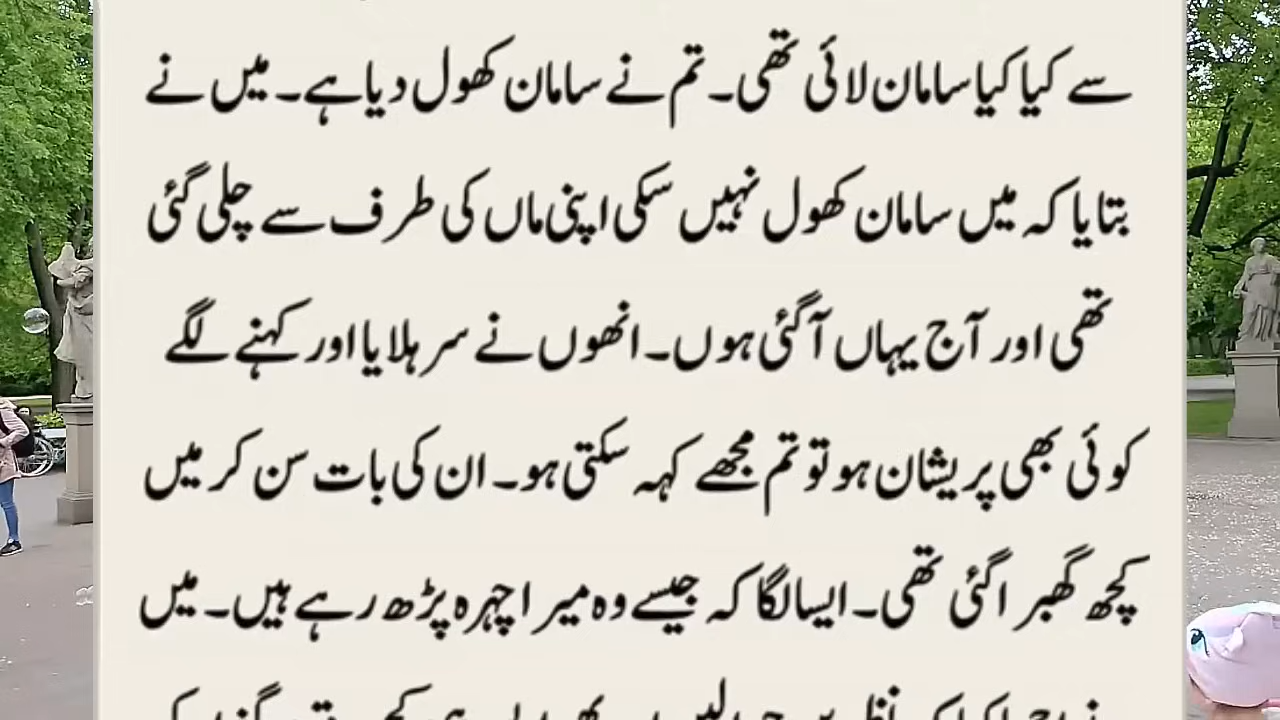 سے کیا کیا سامان لائی تھی۔ تم نے سامان کھول دیا ہے۔ میں نے
بتایا کہ میں سامان کھول نہیں سکی اپنی ماں کی طرف سے چلی گئی
تھی اور آج یہاں آ گئی ہوں۔ انھوں نے سر ہلایا اور کہنے لگے
کوئی بھی پریشان ہو تو تم مجھے کہہ سکتی ہو۔ ان کی بات سن کر میں
کچھ گھبرا گئی تھی۔ ایسا لگا کہ جیسے وہ میرا چہرہ پڑھ رہے ہیں۔ میں